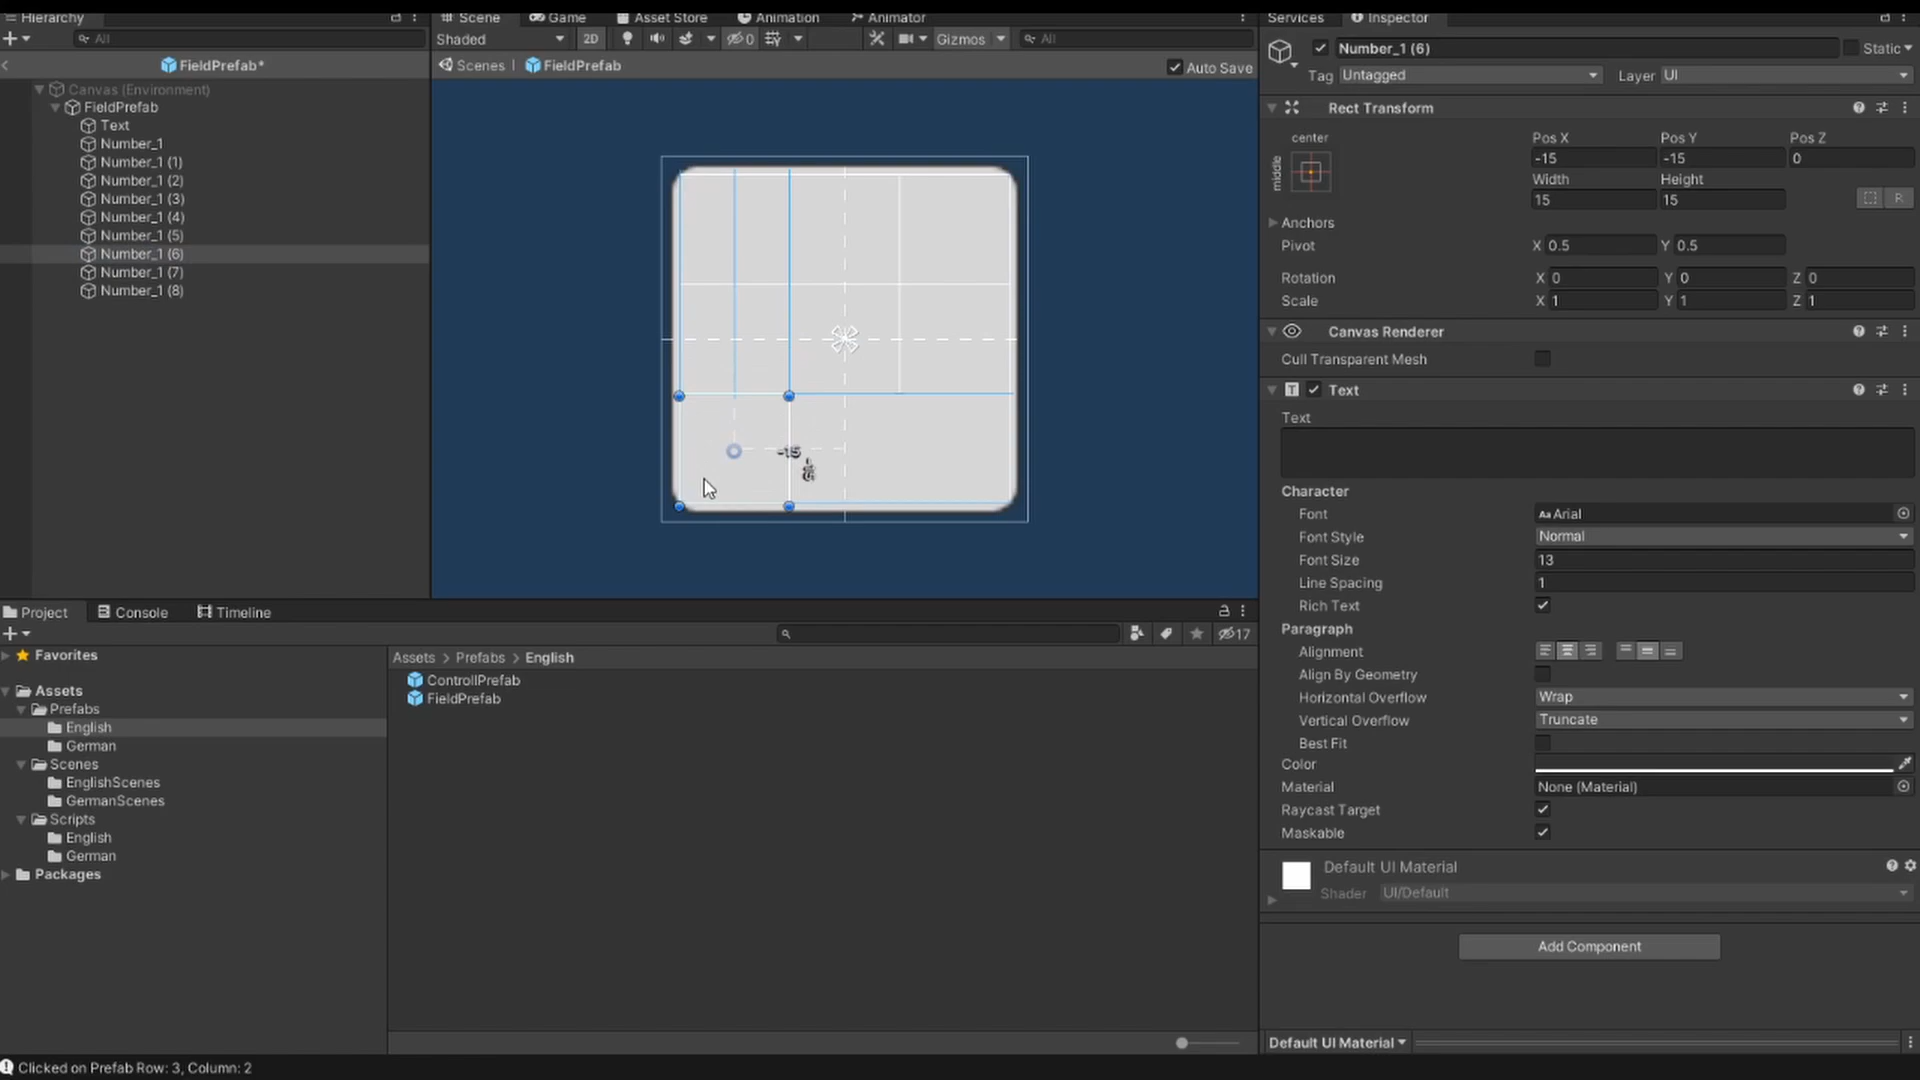 Hierarchy
Scene
Game
Asset Store
Animation
Animator
Services
Inspector
All
Shaded
2D
0
Gizmos
All
Number_1 (6)
Static
FieldPrefab*
Scenes
FieldPrefab
Auto Save
Tag Untagged
Layer UI
Canvas (Environment)
FieldPrefab
Text
Number_1
Number_1 (1)
Number_1 (2)
Number_1 (3)
Number_1 (4)
Number_1 (5)
Number_1 (6)
Number_1 (7)
Number_1 (8)
-15
Rect Transform
center
middle
Pos X
Pos Y
Pos Z
-15
-15
0
Width
Height
15
15
R
Anchors
Pivot
X 0.5
Y 0.5
Rotation
X 0
Y 0
Z 0
Scale
X 1
Y 1
Z 1
Canvas Renderer
Cull Transparent Mesh
Text
Text
Character
Font
Aa Arial
Font Style
Normal
Font Size
13
Line Spacing
1
Rich Text
Paragraph
Alignment
Align By Geometry
Horizontal Overflow
Wrap
Vertical Overflow
Truncate
Best Fit
Color
Material
None (Material)
Raycast Target
Maskable
Default UI Material
Shader
UI/Default
Add Component
Default UI Material
Project
Console
Timeline
17
Favorites
Assets
Prefabs
English
German
Scenes
EnglishScenes
GermanScenes
Scripts
English
German
Packages
Assets > Prefabs > English
ControllPrefab
FieldPrefab
Clicked on Prefab Row: 3, Column: 2